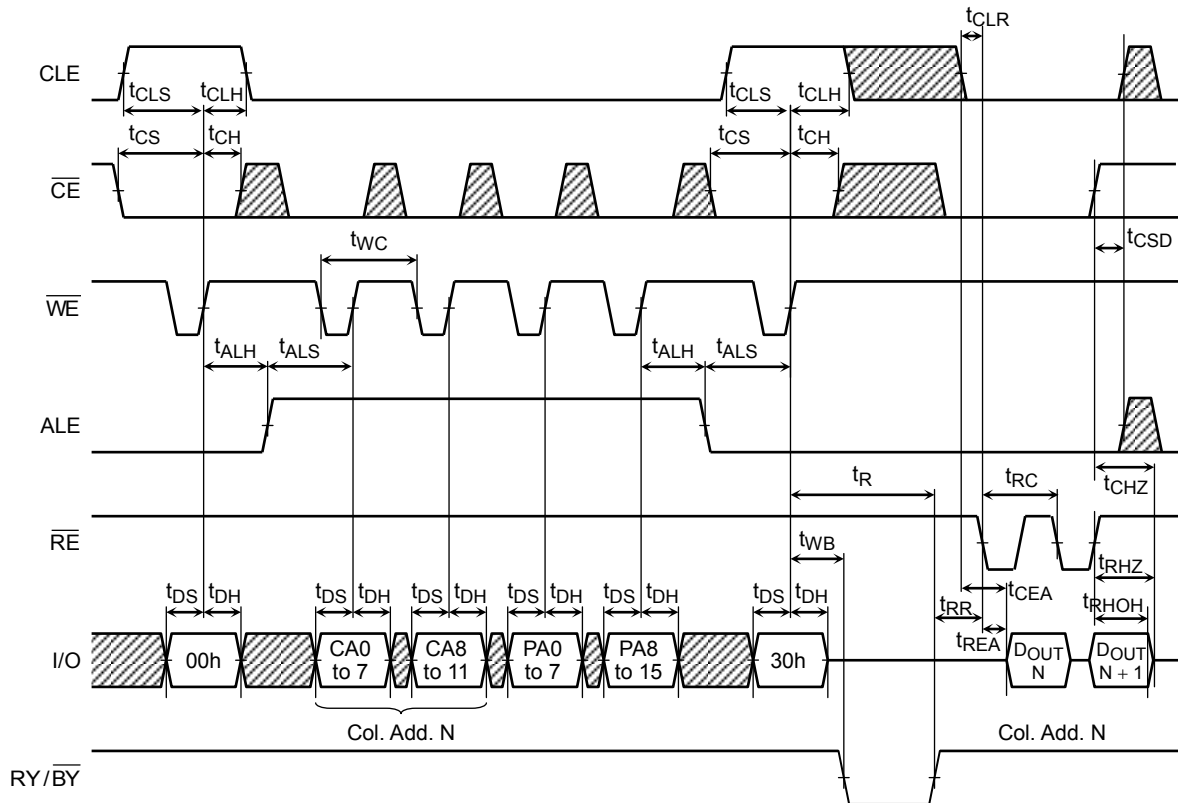 tCLR
CLE
tCLS tCLH tCLS tCLH
tCS tCH tCS tCH
CE
tWC tCSD
WE
tALH tALS tALH tALS
ALE
tR tRC tCHZ
RE
tWB tRHZ
tDS tDH tDS tDH tDS tDH tDS tDH tDS tDH tDS tDH tRR tCEA tRHOH
tREA
I/O 00h CA0 to 7 CA8 to 11 PA0 to 7 PA8 to 15 30h DOUT N DOUT N + 1
Col. Add. N Col. Add. N
RY/BY